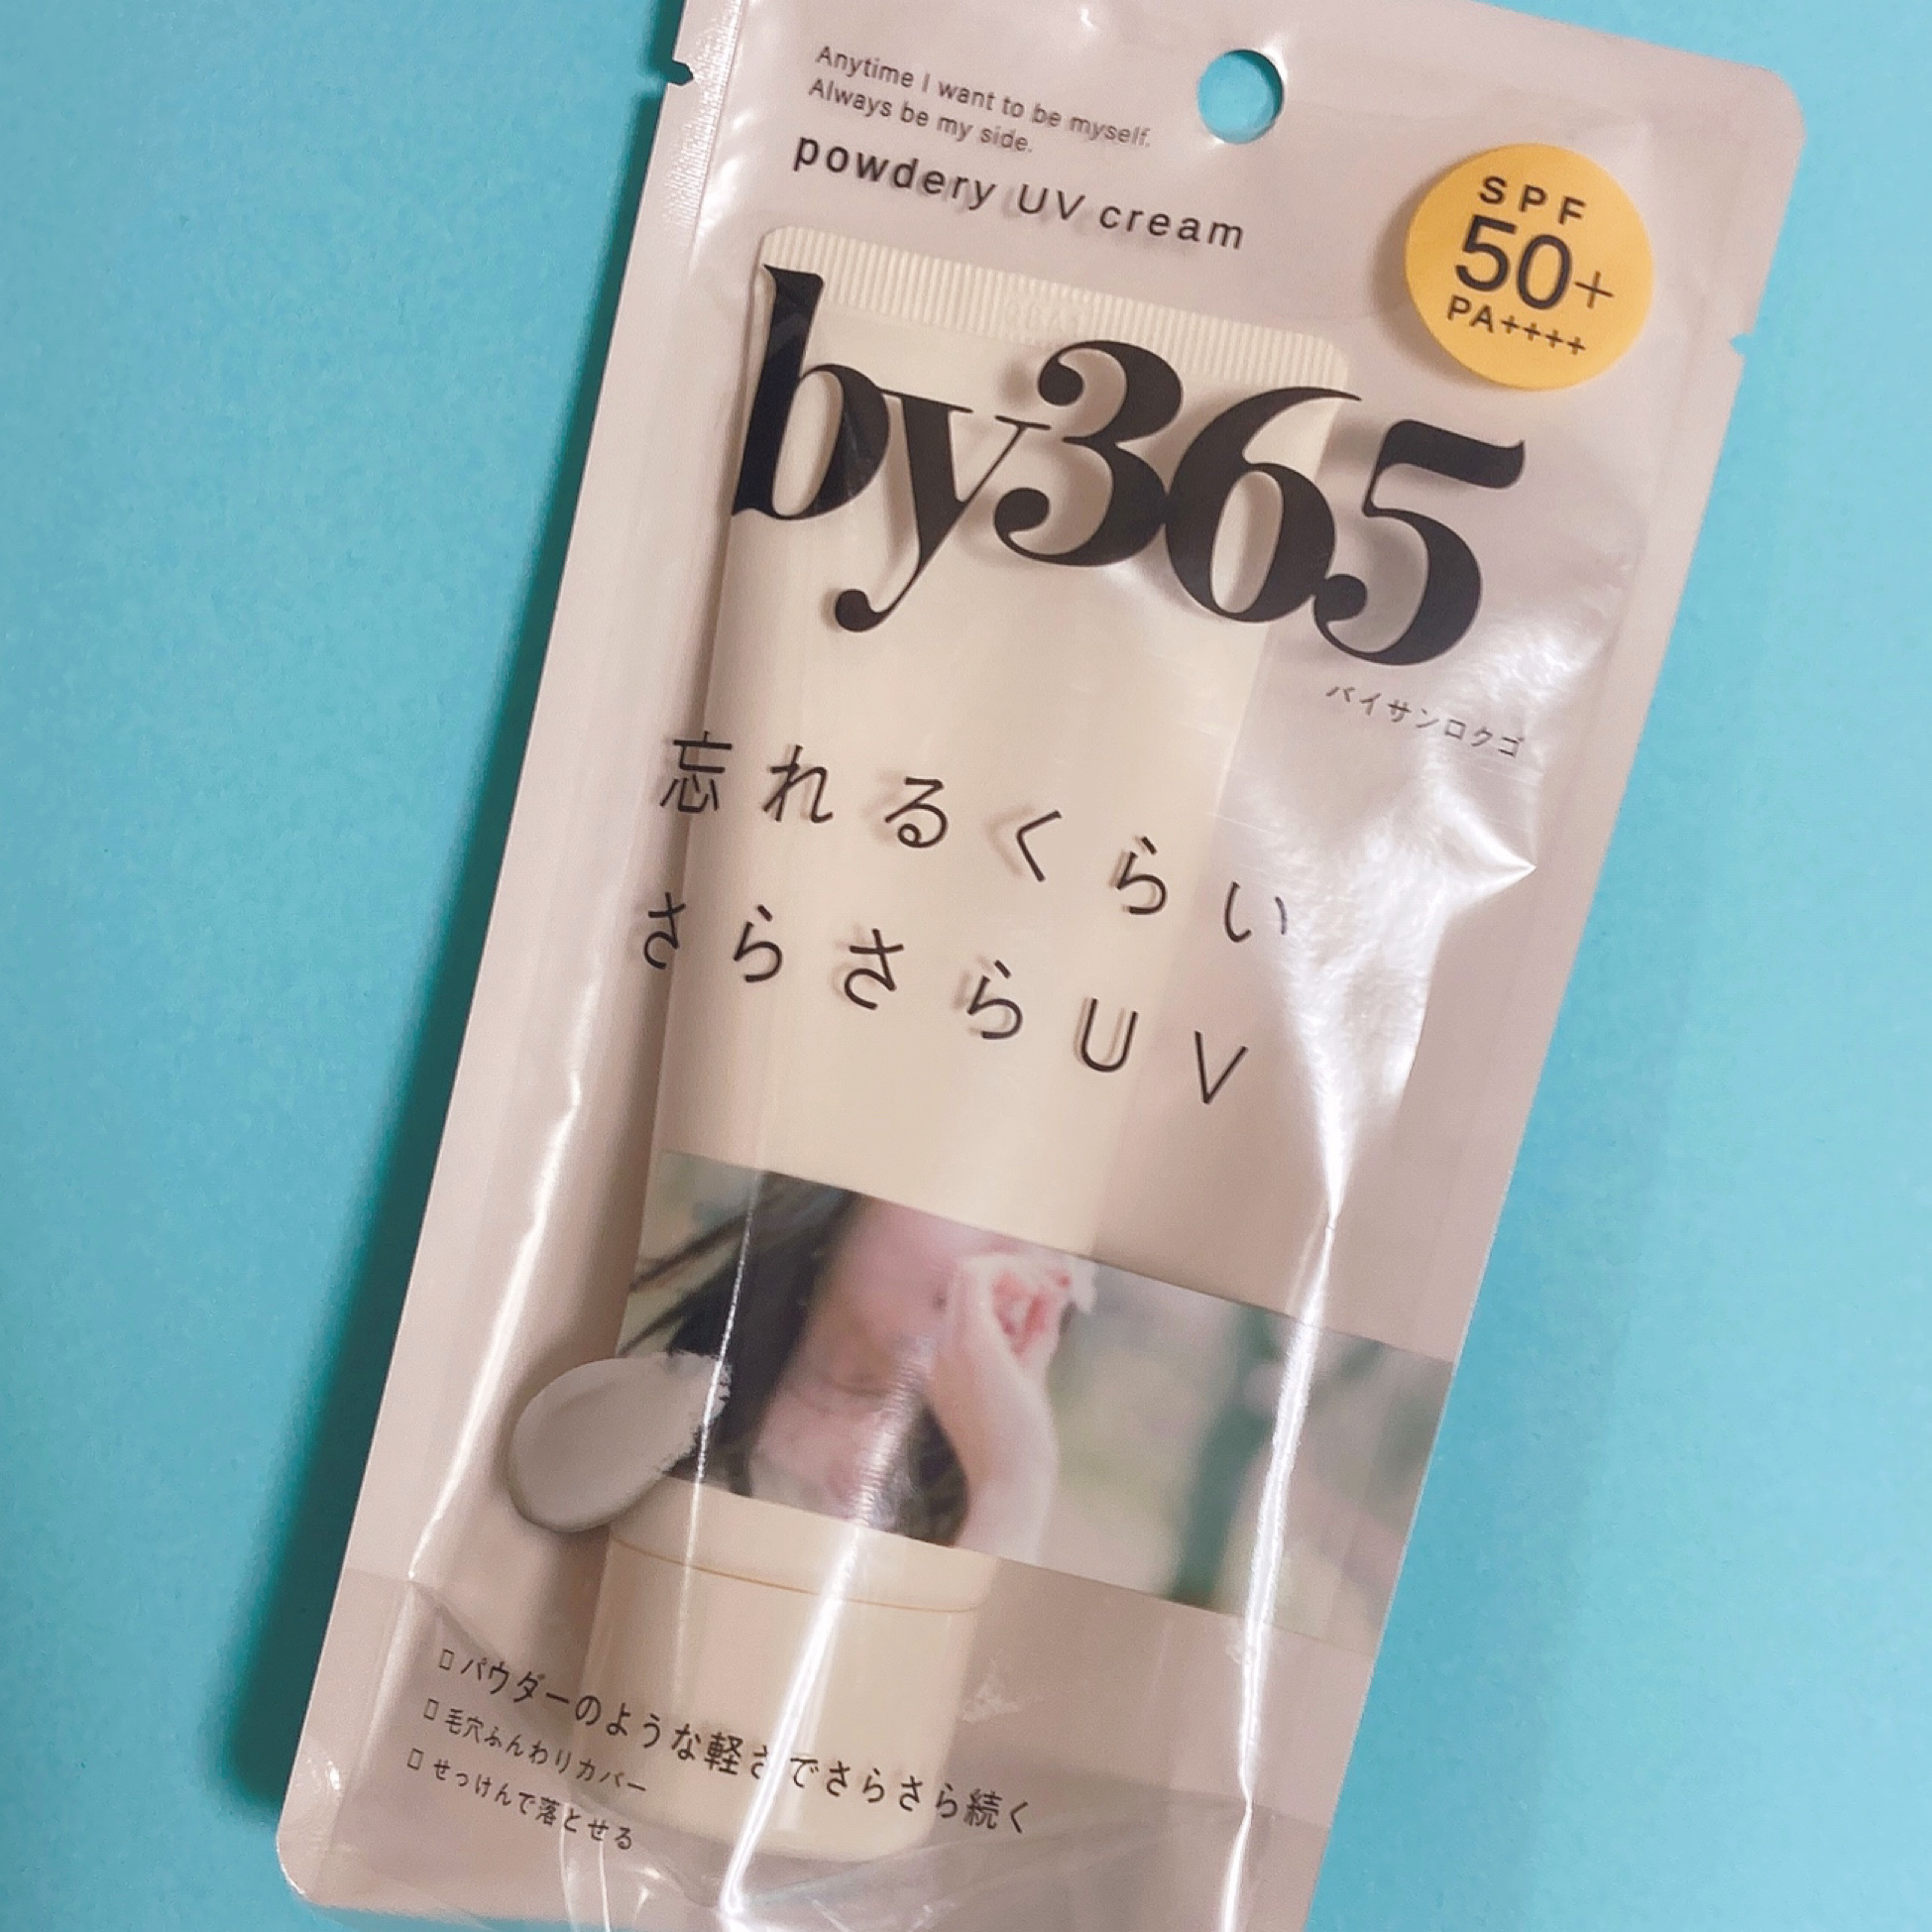 Anytime I want to be myself.
Always be my side.
powdery UV cream
SPF
50+
PA++++
by365
バイサンロクゴ
忘れるくらい
さらさらUV
パウダーのような軽さでさらさら続く
毛穴ふんわりカバー
せっけんで落とせる